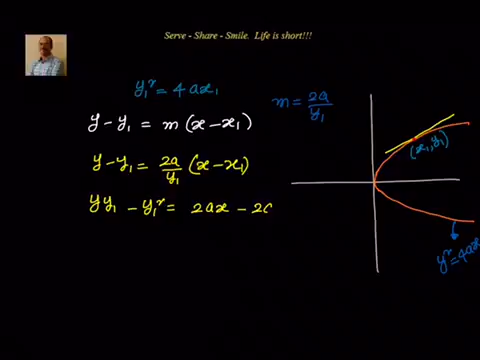 Serve - Share - Smile. Life is short!!!
y₁² = 4ax₁
m = 2a/y₁
y - y₁ = m(x - x₁)
(x₁, y₁)
y - y₁ = 2a/y₁ (x - x₁)
yy₁ - y₁² = 2ax - 2a
y² = 4ax